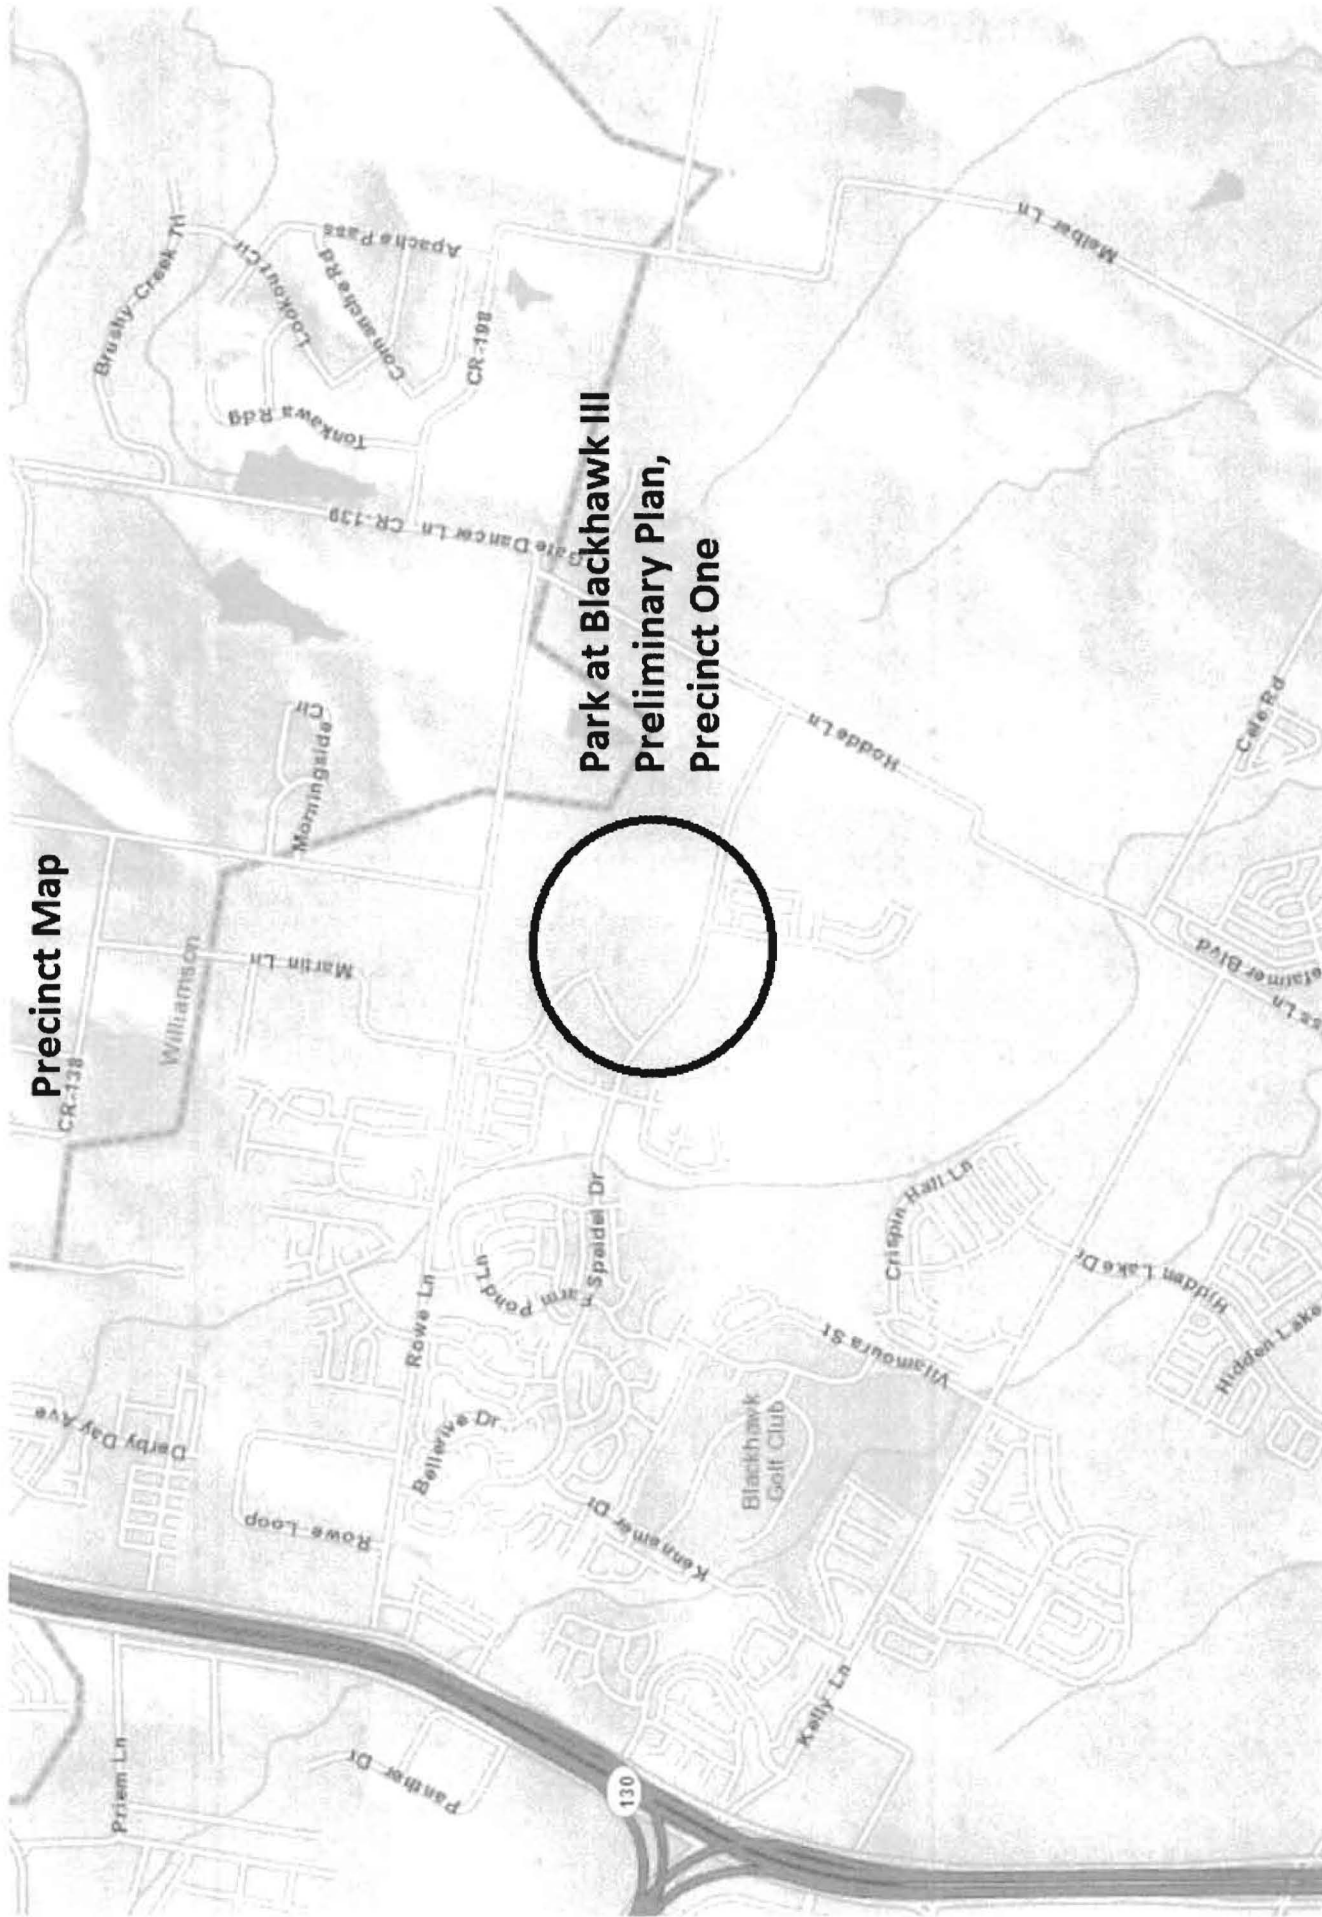 Precinct Map
CR-138
Williamson
Martin Ln
Morningside
Cir
Brushy Creek Trl
Lookout Cir
Apache Pass
Comanche Rd
Tonkawa Rdg
CR-198
Gate Dancer Ln CR-139
Park at Blackhawk III
Preliminary Plan,
Precinct One
Melber Ln
Hodde Ln
Cele Rd
Derby Day Ave
Rowe Loop
Rowe Ln
Bellerive Dr
Farm Pond Ln
Speidel Dr
Priem Ln
Panther Dr
130
Kennemer Dr
Blackhawk
Golf Club
Vilamoura St
Crispin Hall Ln
Hidden Lake Dr
Hidden Lake
Kelly Ln
Blvd
Ln